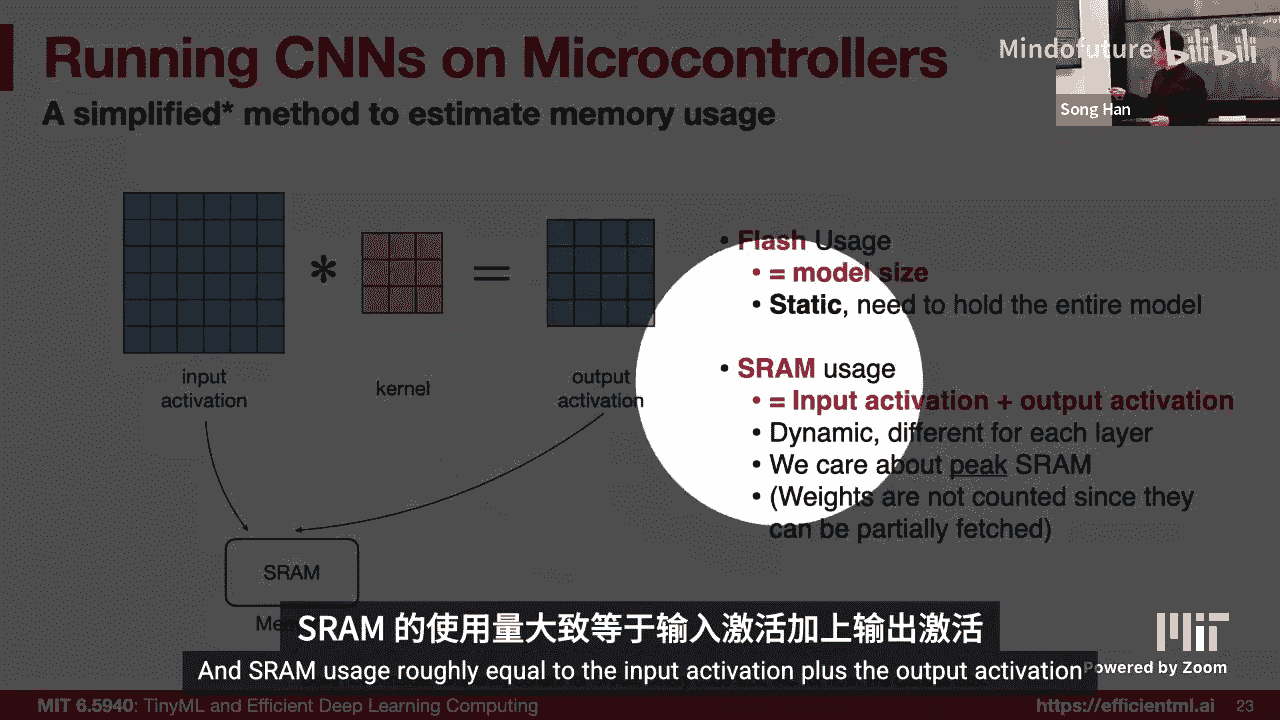 Running CNNs on Microcontrollers
Mindofuture bilibili
A simplified* method to estimate memory usage
Song Han
*
=
input
activation
kernel
output
activation
• Flash Usage
• = model size
• Static, need to hold the entire model
• SRAM usage
• = Input activation + output activation
• Dynamic, different for each layer
• We care about peak SRAM
• (Weights are not counted since they
can be partially fetched)
SRAM
SRAM 的使用量大致等于输入激活加上输出激活
And SRAM usage roughly equal to the input activation plus the output activation
MIT
Powered by Zoom
MIT 6.5940: TinyML and Efficient Deep Learning Computing
https://efficientml.ai
23